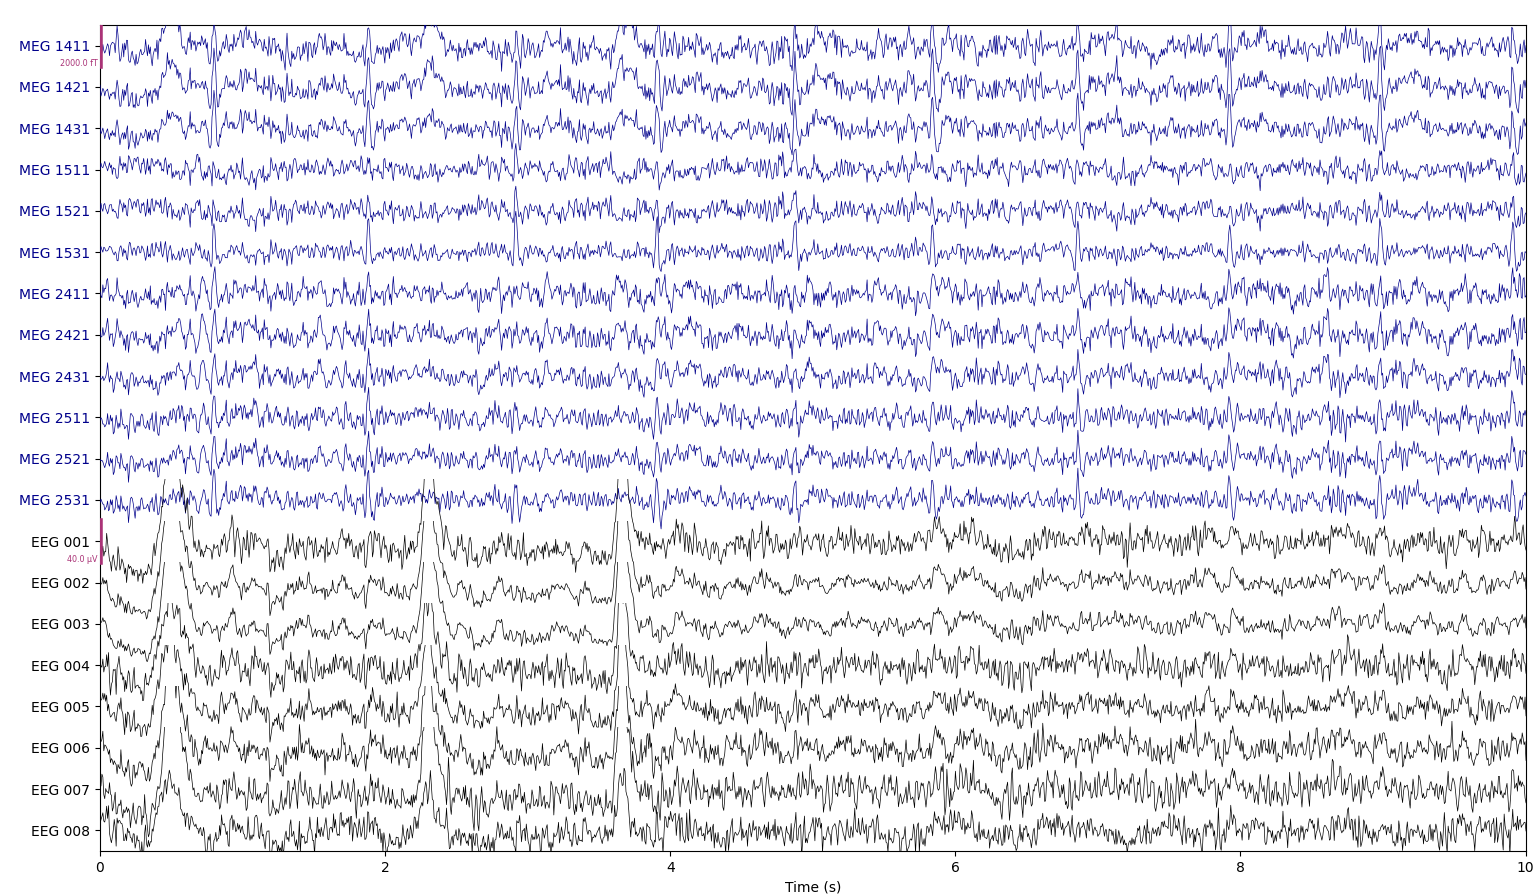 MEG 1411
2000.0 fT
MEG 1421
MEG 1431
MEG 1511
MEG 1521
MEG 1531
MEG 2411
MEG 2421
MEG 2431
MEG 2511
MEG 2521
MEG 2531
EEG 001
40.0 µV
EEG 002
EEG 003
EEG 004
EEG 005
EEG 006
EEG 007
EEG 008
0 2 4 6 8 10
Time (s)